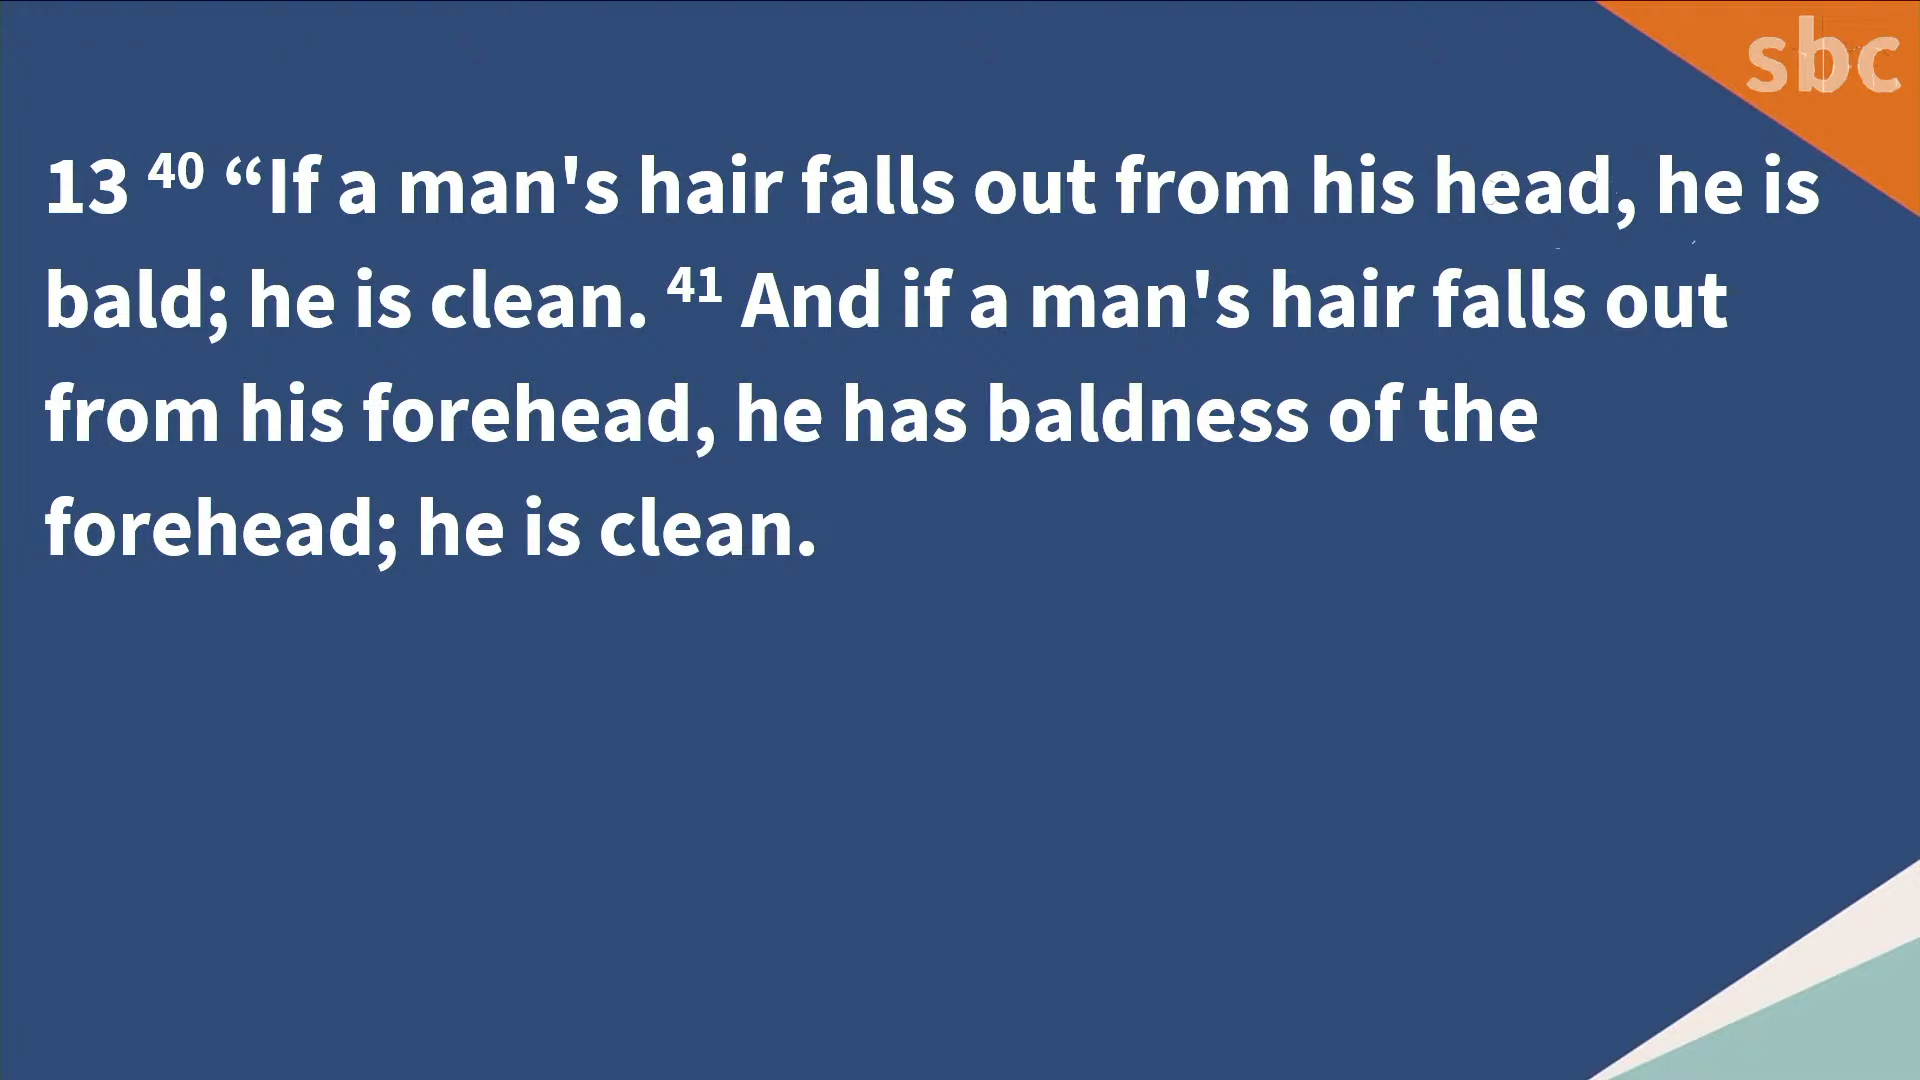 sbc
13 40 “If a man's hair falls out from his head, he is
bald; he is clean. 41 And if a man's hair falls out
from his forehead, he has baldness of the
forehead; he is clean.